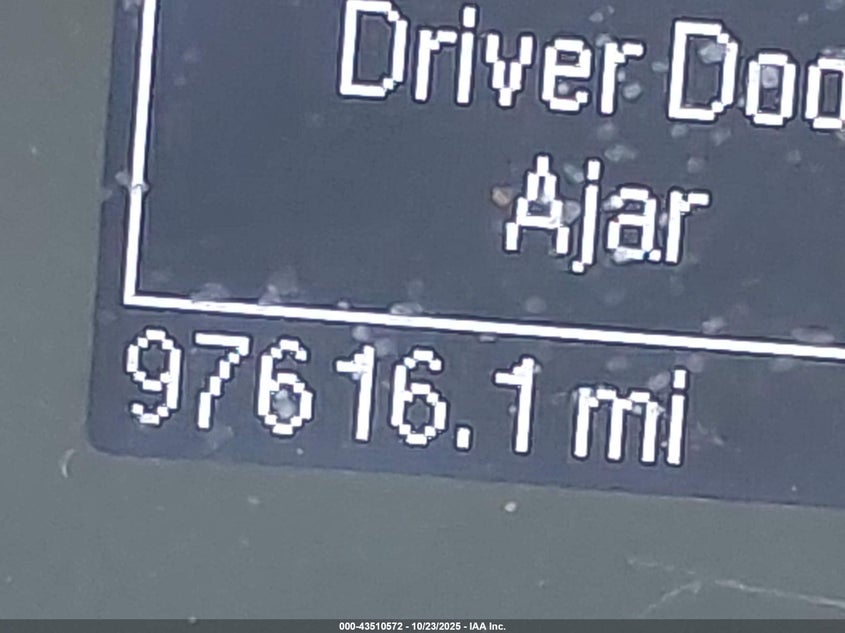 Driver Doo
Ajar
97616.1 mi
000-43510572 - 10/23/2025 - IAA Inc.